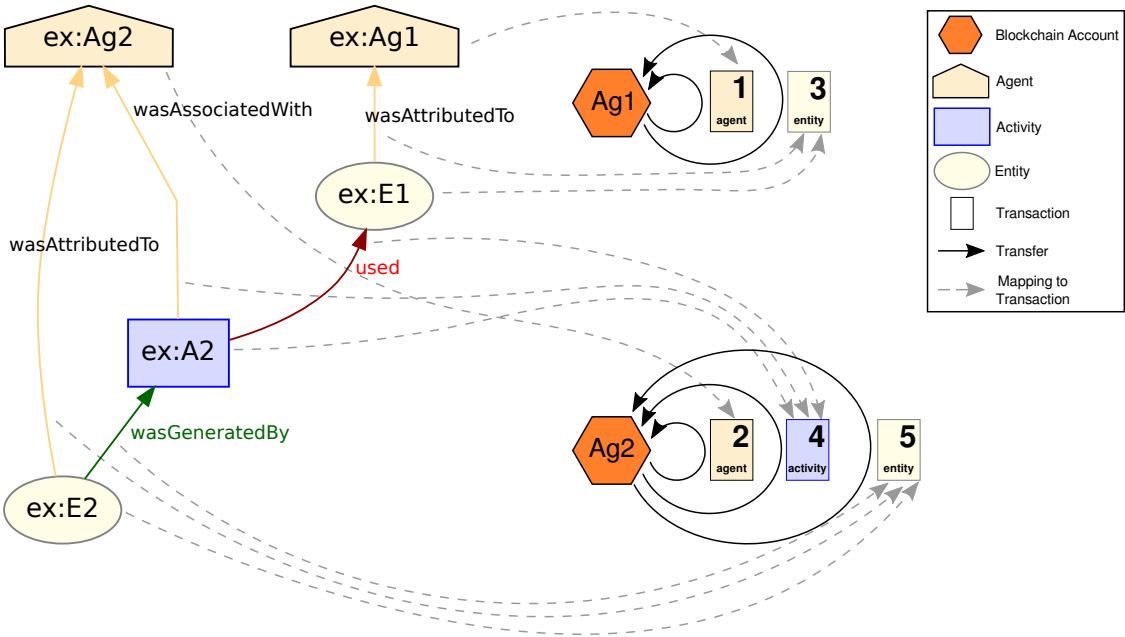 ex:Ag2
ex:Ag1
wasAssociatedWith
wasAttributedTo
ex:E1
wasAttributedTo
used
ex:A2
wasGeneratedBy
ex:E2
Ag1
1
agent
3
entity
Ag2
2
agent
4
activity
5
entity
Blockchain Account
Agent
Activity
Entity
Transaction
Transfer
Mapping to
Transaction